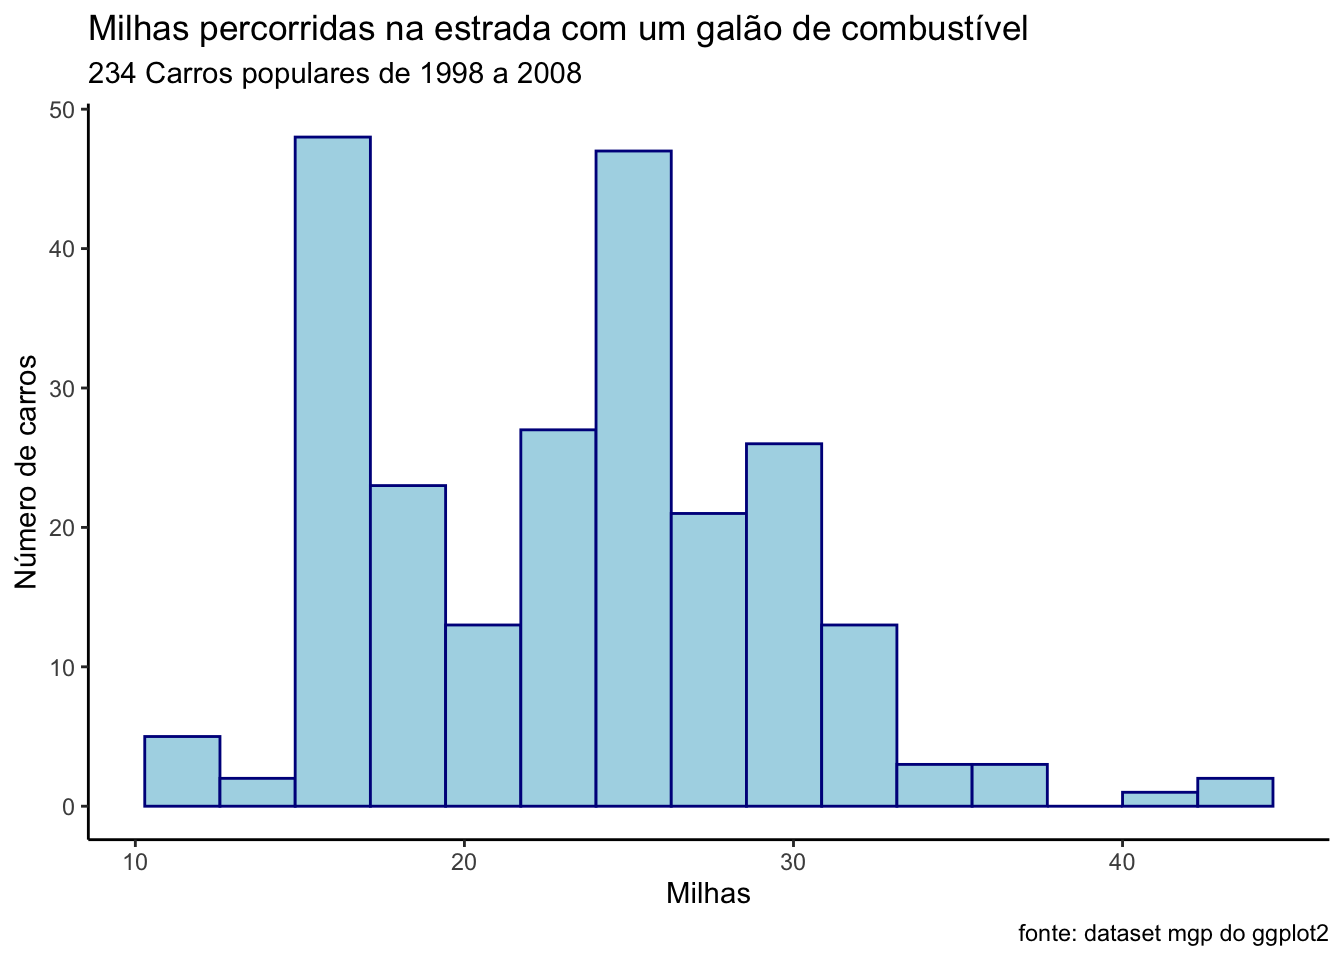 Milhas percorridas na estrada com um galão de combustível
234 Carros populares de 1998 a 2008
50
40
30
20
10
0
Número de carros
10 20 30 40
Milhas
fonte: dataset mgp do ggplot2